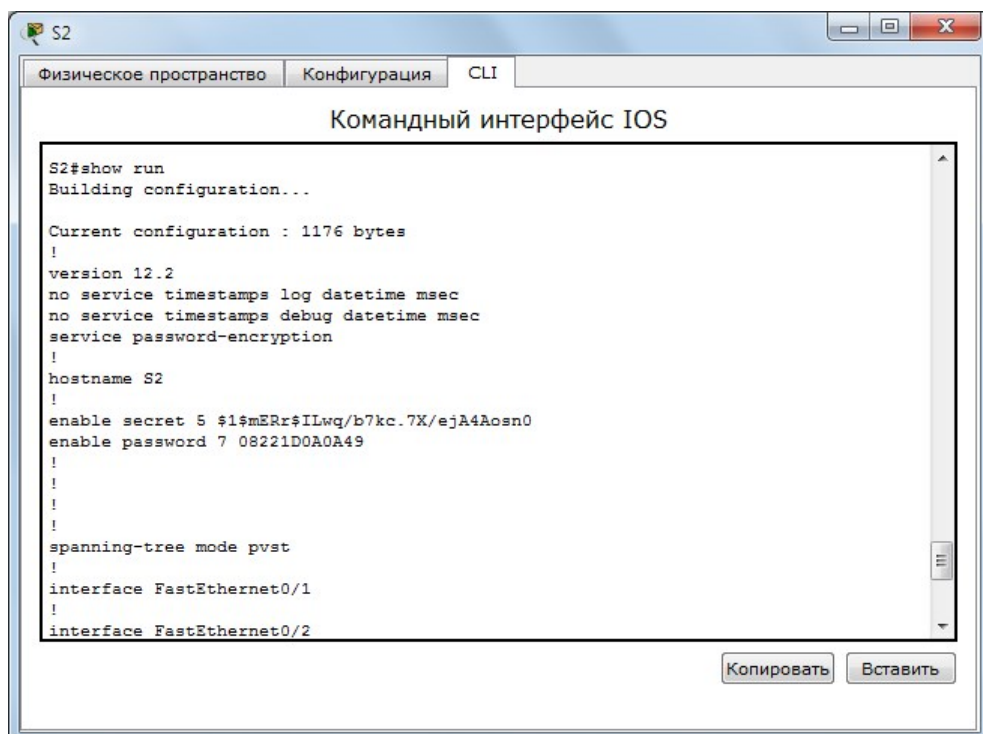 S2
Физическое пространство Конфигурация CLI
Командный интерфейс IOS
S2#show run
Building configuration...
Current configuration : 1176 bytes
!
version 12.2
no service timestamps log datetime msec
no service timestamps debug datetime msec
service password-encryption
!
hostname S2
!
enable secret 5 $1$mERr$ILwq/b7kc.7X/ejA4Aosn0
enable password 7 08221D0A0A49
!
!
!
!
spanning-tree mode pvst
!
interface FastEthernet0/1
!
interface FastEthernet0/2
Копировать Вставить